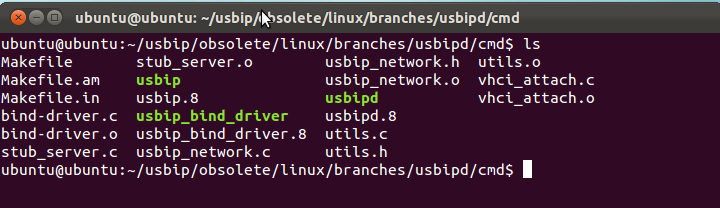 ubuntu@ubuntu: ~/usbip/obsolete/linux/branches/usbipd/cmd
ubuntu@ubuntu:~/usbip/obsolete/linux/branches/usbipd/cmd$ ls
Makefile stub_server.o usbip_network.h utils.o
Makefile.am usbip usbip_network.o vhci_attach.c
Makefile.in usbip.8 usbipd vhci_attach.o
bind-driver.c usbip_bind_driver usbipd.8
bind-driver.o usbip_bind_driver.8 utils.c
stub_server.c usbip_network.c utils.h
ubuntu@ubuntu:~/usbip/obsolete/linux/branches/usbipd/cmd$